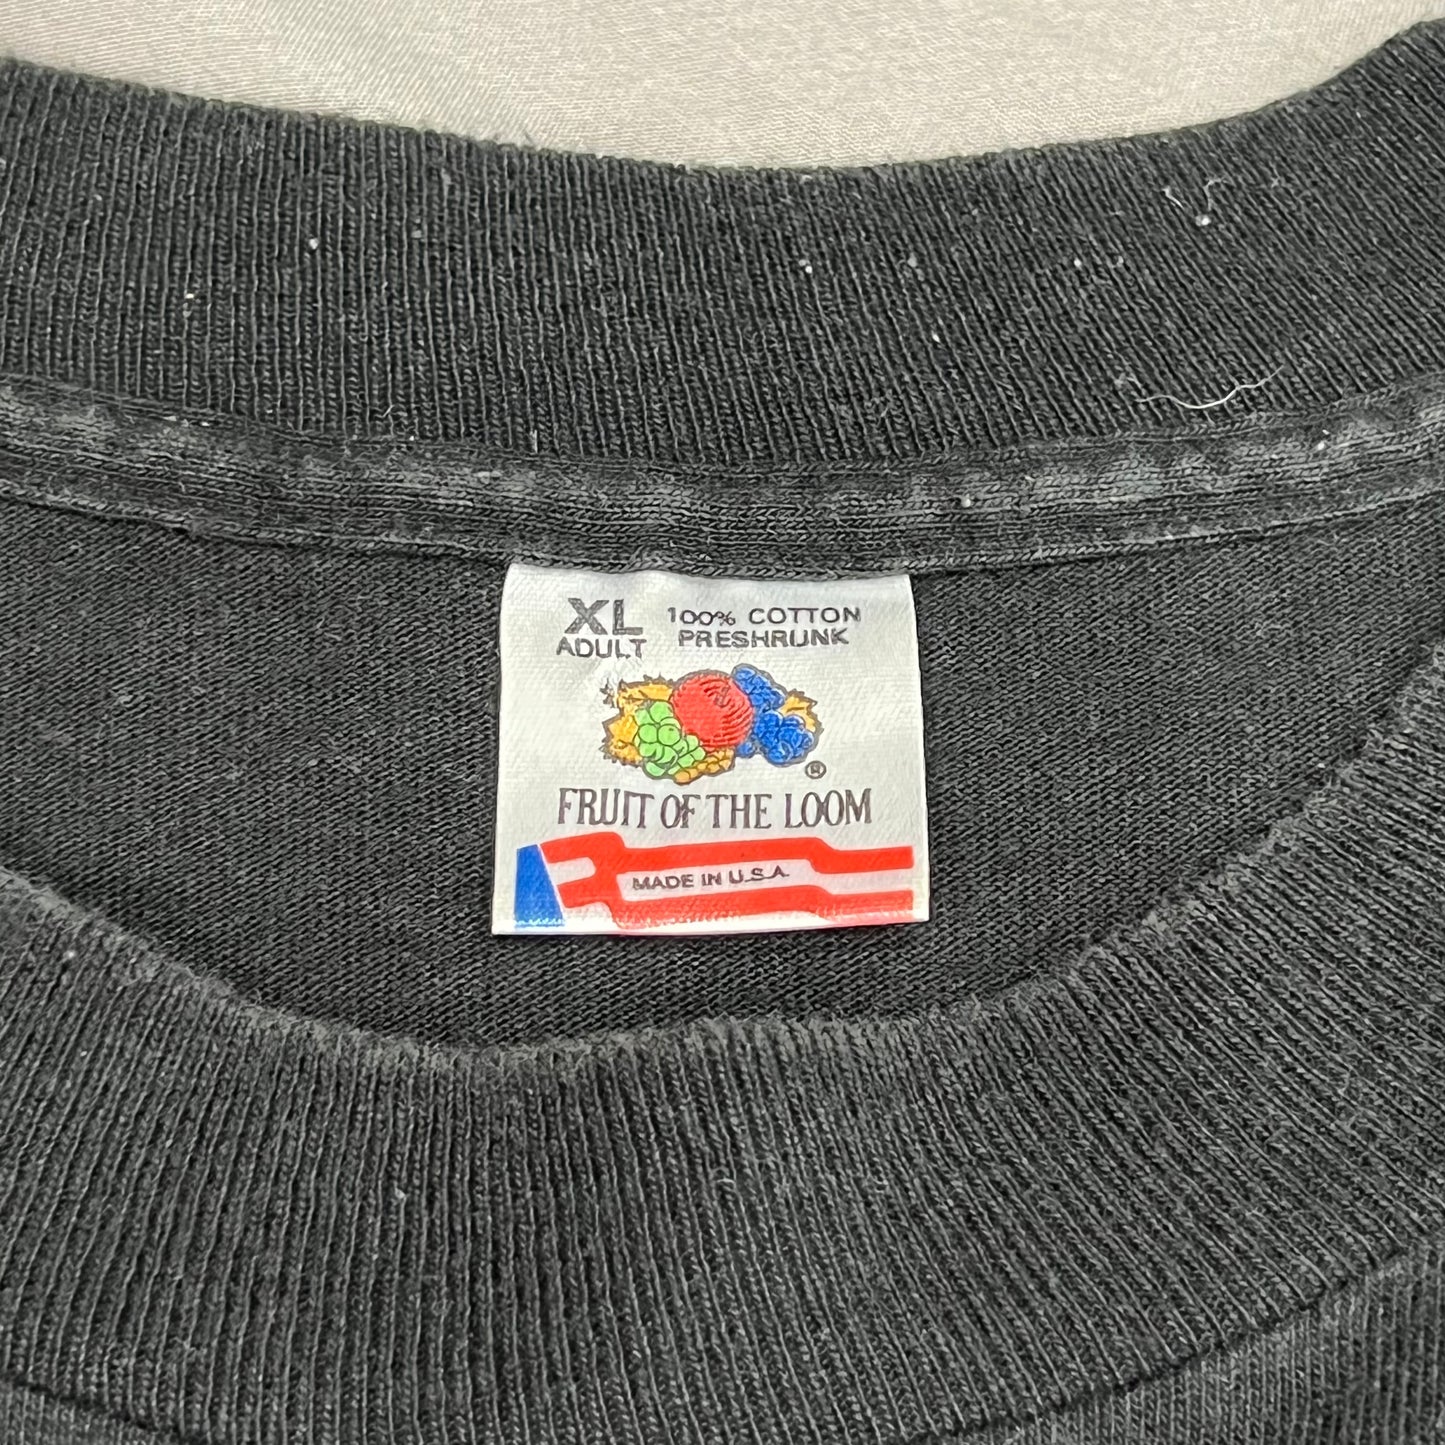 XL
ADULT
100% COTTON
PRESHRUNK
®
FRUIT OF THE LOOM
MADE IN U.S.A.